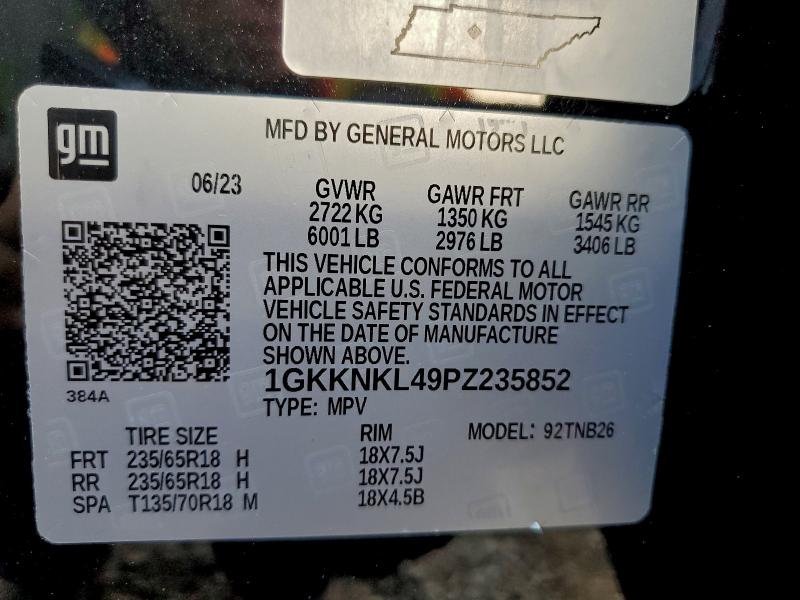 gm
MFD BY GENERAL MOTORS LLC
06/23
GVWR GAWR FRT GAWR RR
2722 KG 1350 KG 1545 KG
6001 LB 2976 LB 3406 LB
THIS VEHICLE CONFORMS TO ALL
APPLICABLE U.S. FEDERAL MOTOR
VEHICLE SAFETY STANDARDS IN EFFECT
ON THE DATE OF MANUFACTURE
SHOWN ABOVE.
384A
1GKKNKL49PZ235852
TYPE: MPV
TIRE SIZE RIM MODEL: 92TNB26
FRT 235/65R18 H 18X7.5J
RR 235/65R18 H 18X7.5J
SPA T135/70R18 M 18X4.5B